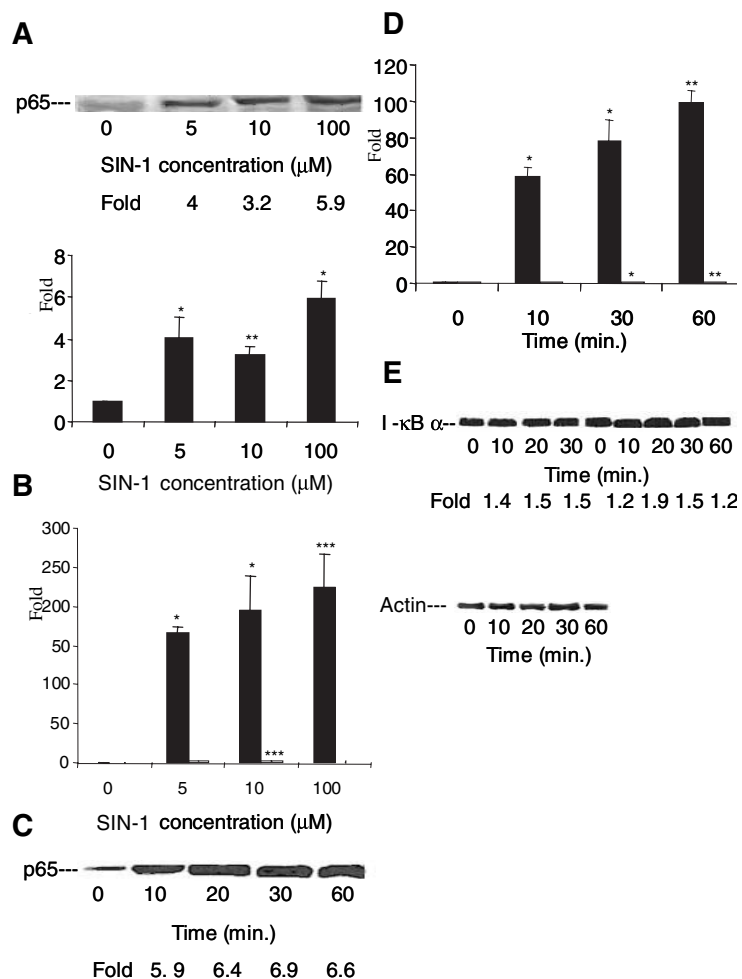 A
p65---
0 5 10 100
SIN-1 concentration (μM)
Fold 4 3.2 5.9
8
6
4
2
0
Fold
*
**
*
0 5 10 100
SIN-1 concentration (μM)
B
300
250
200
50
100
50
0
Fold
*
*
***
***
0 5 10 100
SIN-1 concentration (μM)
C
p65---
0 10 20 30 60
Time (min.)
Fold 5. 9 6.4 6.9 6.6
D
120
100
80
60
40
20
0
Fold
*
*
**
*
**
0 10 30 60
Time (min.)
E
I -κB α--
0 10 20 30 0 10 20 30 60
Time (min.)
Fold 1.4 1.5 1.5 1.2 1.9 1.5 1.2
Actin---
0 10 20 30 60
Time (min.)